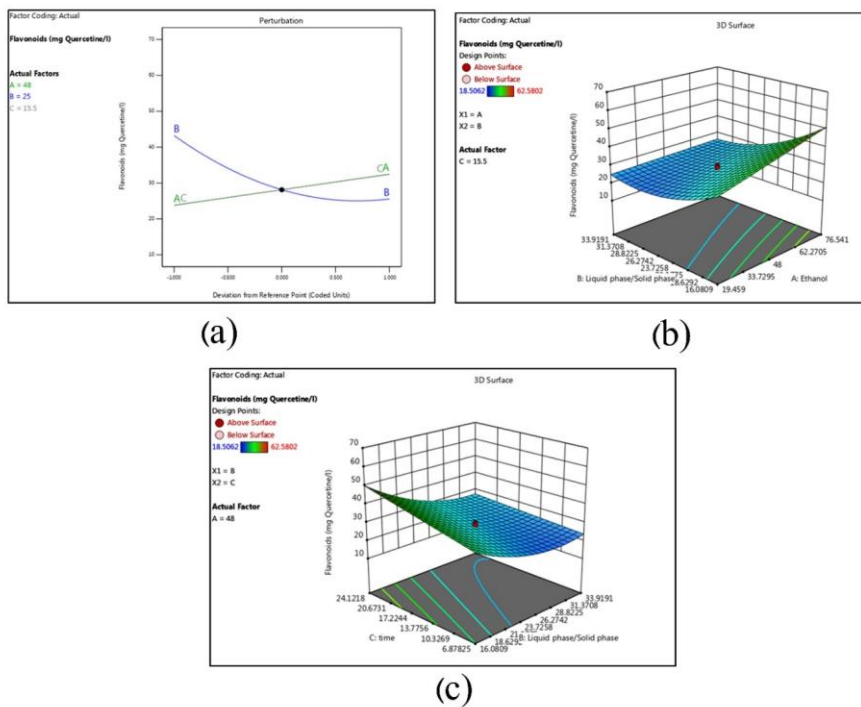 Factor Coding: Actual
Perturbation
Flavonoids (mg Quercetine/l)
Actual Factors
A = 48
B = 25
C = 15.5
Flavonoids (mg Quercetine/l)
70
60
50
40
30
20
10
B
CA
B
AC
-1.000
-0.500
0.000
0.500
1.000
Deviation from Reference Point (Coded Units)
(a)
Factor Coding: Actual
3D Surface
Flavonoids (mg Quercetine/l)
Design Points:
Above Surface
Below Surface
18.5062 62.5802
X1 = A
X2 = B
Actual Factor
C = 15.5
Flavonoids (mg Quercetine/l)
70
60
50
40
30
20
10
33.9191
31.3708
28.8225
26.2742
23.7258
18.6292
16.0809
B: Liquid phase/Solid phase
76.541
62.2705
48
33.7295
19.459
A: Ethanol
(b)
Factor Coding: Actual
3D Surface
Flavonoids (mg Quercetine/l)
Design Points:
Above Surface
Below Surface
18.5062 62.5802
X1 = B
X2 = C
Actual Factor
A = 48
Flavonoids (mg Quercetine/l)
70
60
50
40
30
20
10
24.1218
20.6731
17.2244
13.7756
10.3269
6.87825
C: time
33.9191
31.3708
28.8225
26.2742
23.7258
18.6292
16.0809
B: Liquid phase/Solid phase
(c)